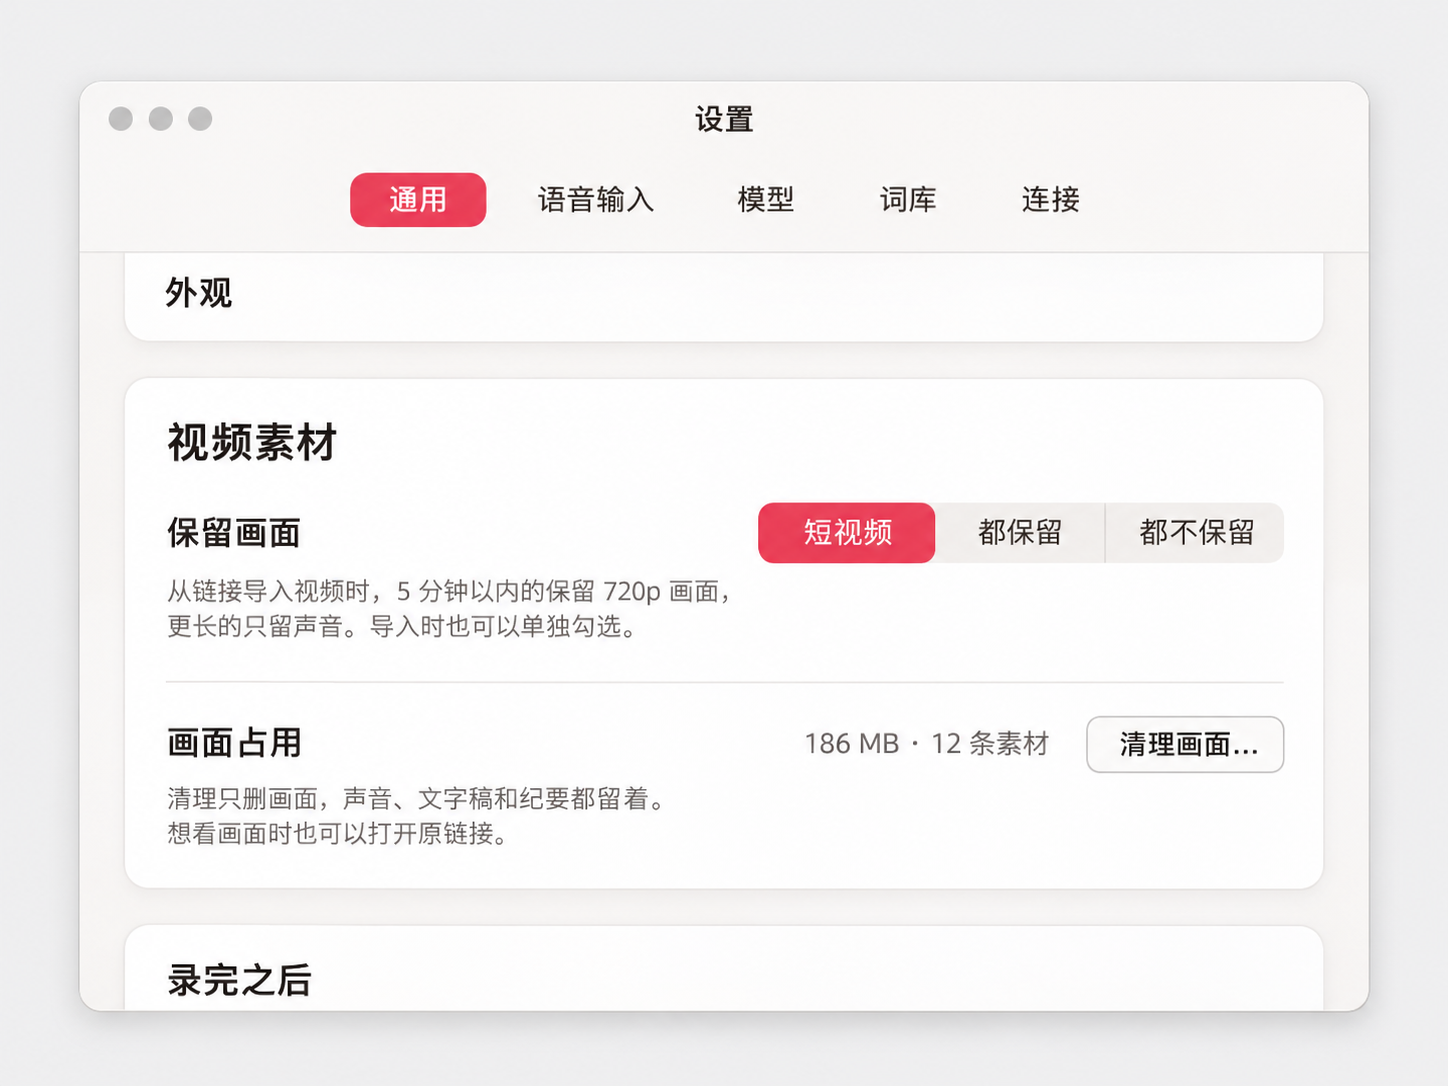 设置
通用 语音输入 模型 词库 连接
外观
视频素材
保留画面 短视频 都保留 都不保留
从链接导入视频时，5 分钟以内的保留 720p 画面，
更长的只留声音。导入时也可以单独勾选。
画面占用 186 MB · 12 条素材 清理画面...
清理只删画面，声音、文字稿和纪要都留着。
想看画面时也可以打开原链接。
录完之后